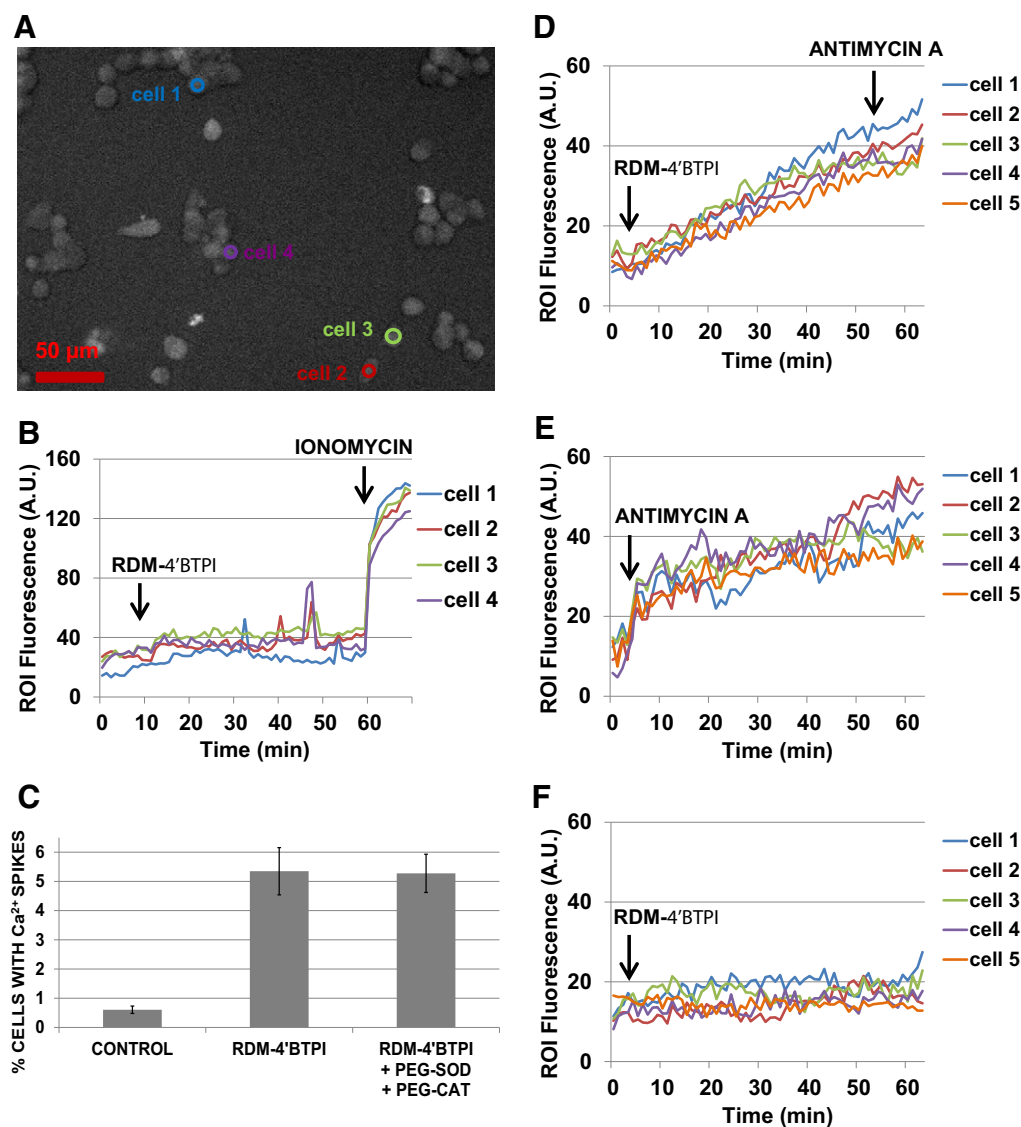 A
cell 1
cell 4
cell 3
50 µm
cell 2
B
IONOMYCIN
ROI Fluorescence (A.U.)
160
120
80
40
0
RDM-4'BTPI
cell 1
cell 2
cell 3
cell 4
0 10 20 30 40 50 60
Time (min)
C
% CELLS WITH Ca²⁺ SPIKES
6
5
4
3
2
1
0
CONTROL
RDM-4'BTPI
RDM-4'BTPI
+ PEG-SOD
+ PEG-CAT
D
ANTIMYCIN A
ROI Fluorescence (A.U.)
60
40
20
0
RDM-4'BTPI
cell 1
cell 2
cell 3
cell 4
cell 5
0 10 20 30 40 50 60
Time (min)
E
ROI Fluorescence (A.U.)
60
40
20
0
ANTIMYCIN A
cell 1
cell 2
cell 3
cell 4
cell 5
0 10 20 30 40 50 60
Time (min)
F
ROI Fluorescence (A.U.)
60
40
20
0
RDM-4'BTPI
cell 1
cell 2
cell 3
cell 4
cell 5
0 10 20 30 40 50 60
Time (min)